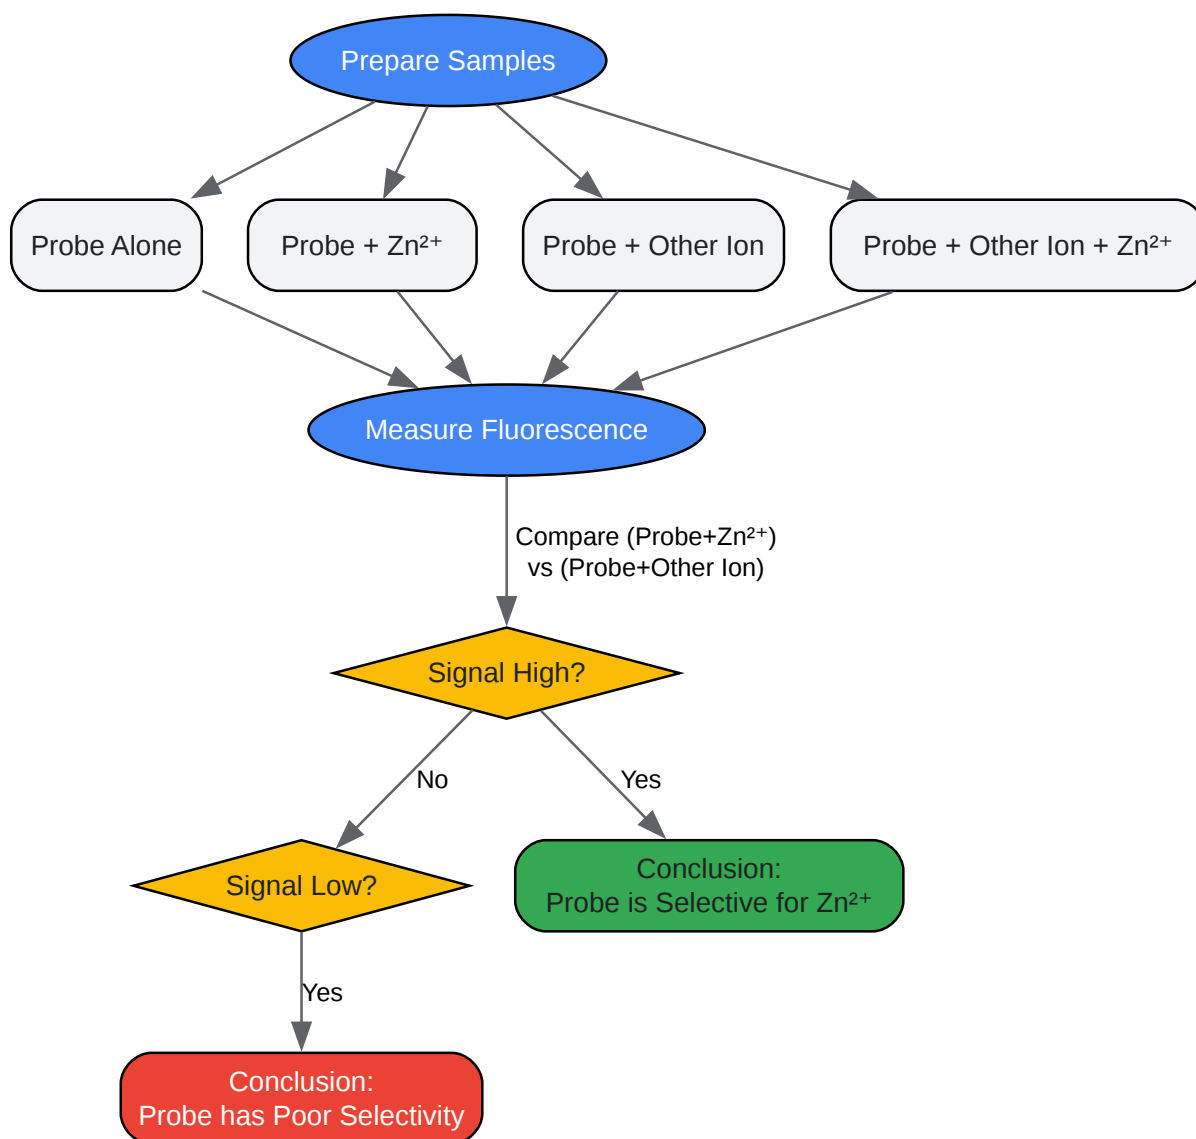 Prepare Samples
Probe Alone
Probe + Zn²⁺
Probe + Other Ion
Probe + Other Ion + Zn²⁺
Measure Fluorescence
Compare (Probe+Zn²⁺)
vs (Probe+Other Ion)
Signal High?
No
Yes
Signal Low?
Conclusion:
Probe is Selective for Zn²⁺
Yes
Conclusion:
Probe has Poor Selectivity